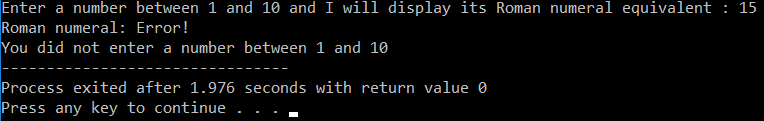 Enter a number between 1 and 10 and I will display its Roman numeral equivalent : 15
Roman numeral: Error!
You did not enter a number between 1 and 10
--------------------------------
Process exited after 1.976 seconds with return value 0
Press any key to continue . . .